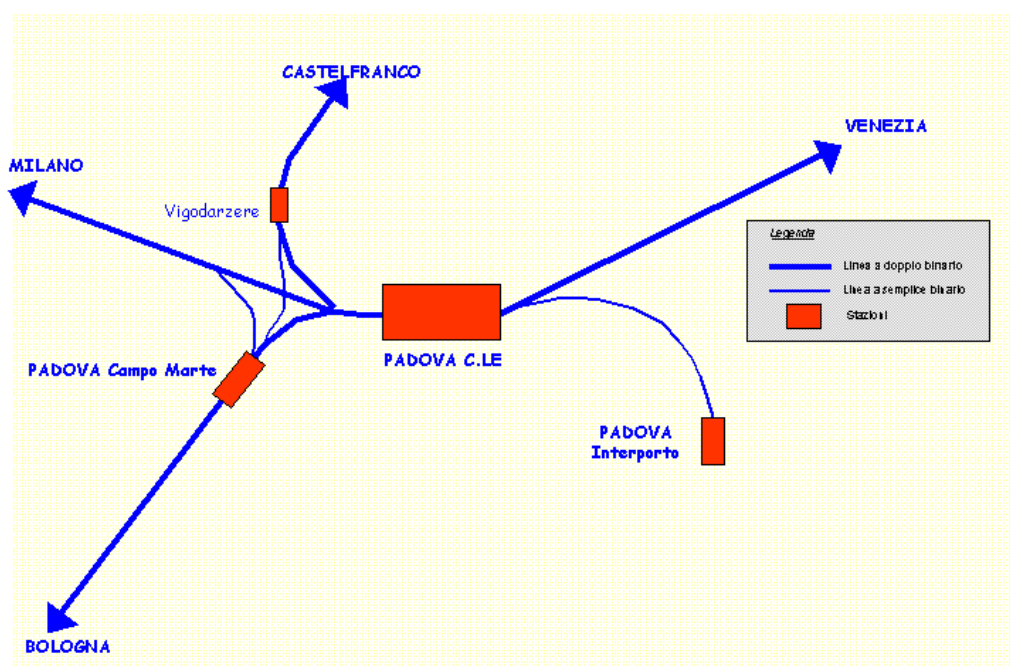 CASTELFRANCO
VENEZIA
MILANO
Vigodarzere
Legenda
Linea a doppio binario
Linea a semplice binario
Stazioni
PADOVA C.LE
PADOVA Campo Marte
PADOVA
Interporto
BOLOGNA